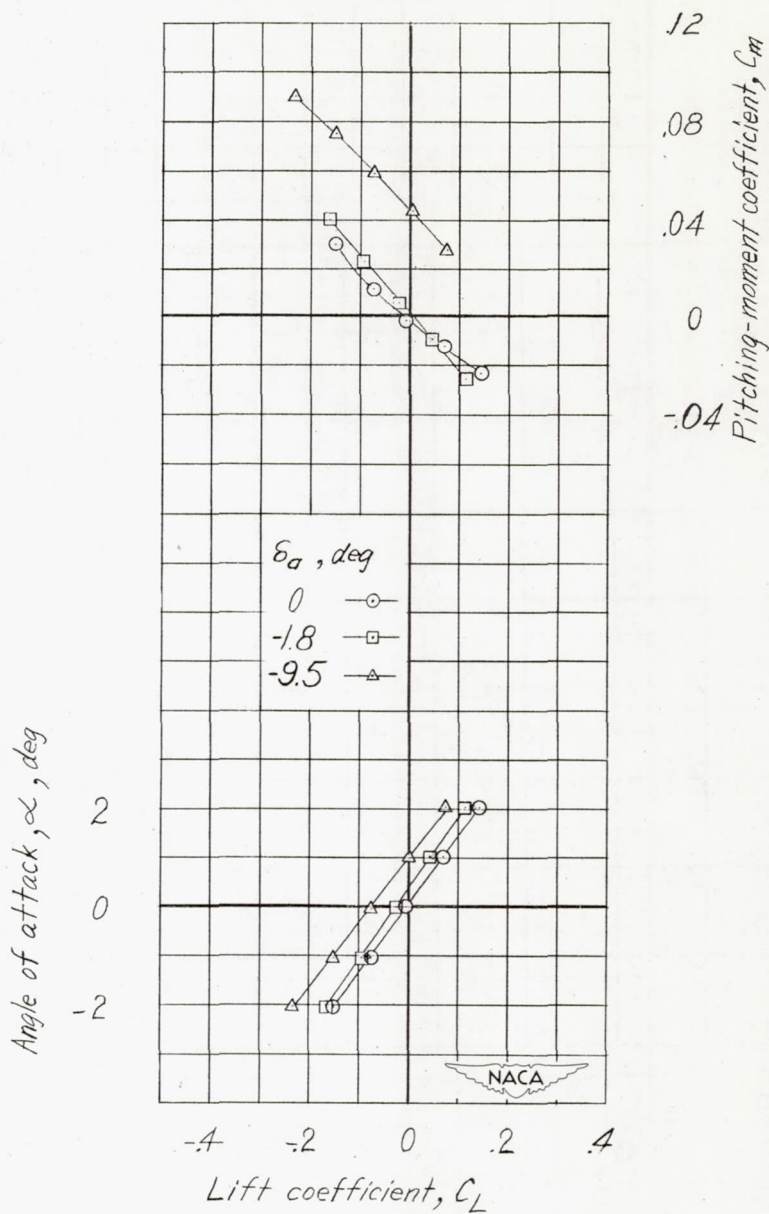 .12
.08
.04
0
-.04
Pitching-moment coefficient, Cm
δa , deg
0
-1.8
-9.5
Angle of attack, α, deg
2
0
-2
NACA
-.4 -.2 0 .2 .4
Lift coefficient, CL